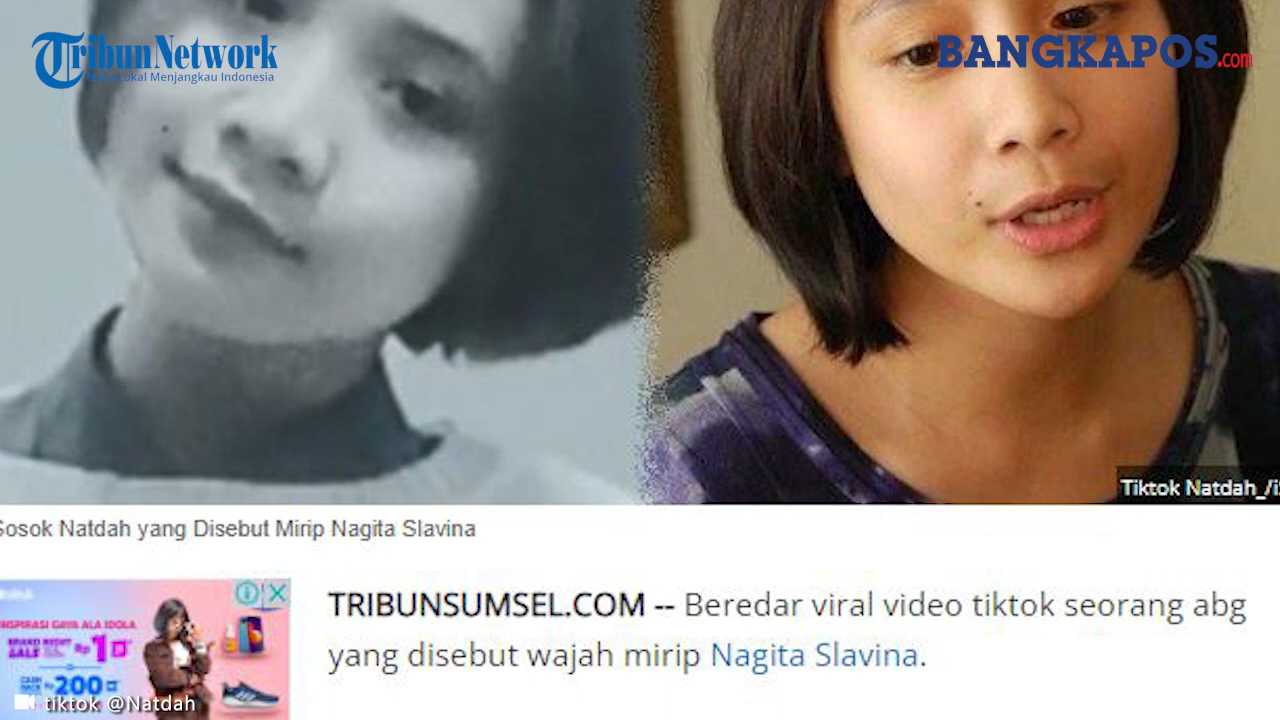 TribunNetwork
Lokal Menjangkau Indonesia
BANGKAPOS.com
Tiktok Natdah_/i
Sosok Natdah yang Disebut Mirip Nagita Slavina
INSPIRASI GAYA ALA IDOLA
SALE Rp 1
200
TRIBUNSUMSEL.COM -- Beredar viral video tiktok seorang abg
yang disebut wajah mirip Nagita Slavina.
tiktok @Natdah